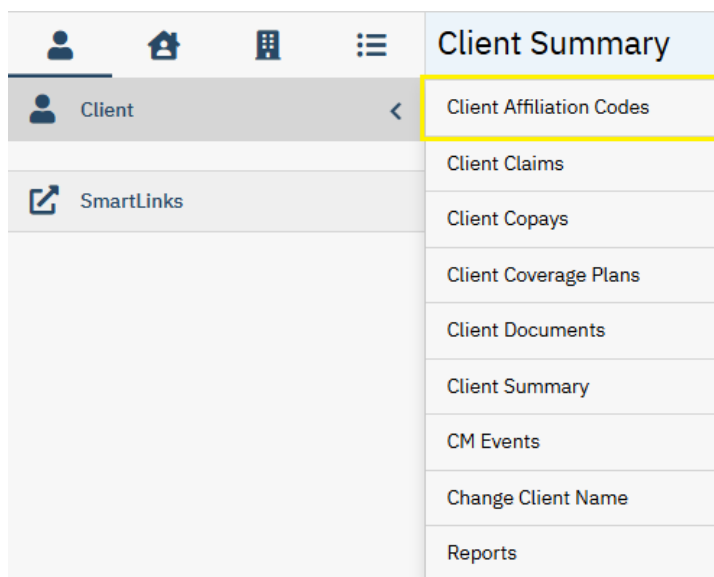 Client Summary
Client
SmartLinks
Client Affiliation Codes
Client Claims
Client Copays
Client Coverage Plans
Client Documents
Client Summary
CM Events
Change Client Name
Reports